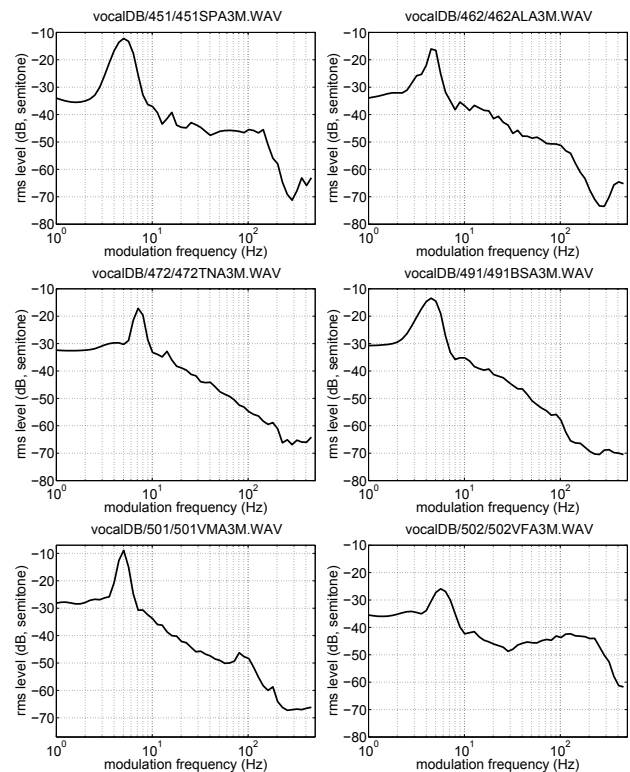 vocalDB/451/451SPA3M.WAV
−10
−20
−30
−40
−50
−60
−70
−80
rms level (dB, semitone)
10^0 10^1 10^2
modulation frequency (Hz)
vocalDB/462/462ALA3M.WAV
−10
−20
−30
−40
−50
−60
−70
−80
rms level (dB, semitone)
10^0 10^1 10^2
modulation frequency (Hz)
vocalDB/472/472TNA3M.WAV
−10
−20
−30
−40
−50
−60
−70
−80
rms level (dB, semitone)
10^0 10^1 10^2
modulation frequency (Hz)
vocalDB/491/491BSA3M.WAV
−10
−20
−30
−40
−50
−60
−70
−80
rms level (dB, semitone)
10^0 10^1 10^2
modulation frequency (Hz)
vocalDB/501/501VMA3M.WAV
−10
−20
−30
−40
−50
−60
−70
rms level (dB, semitone)
10^0 10^1 10^2
modulation frequency (Hz)
vocalDB/502/502VFA3M.WAV
−10
−20
−30
−40
−50
−60
−70
−80
rms level (dB, semitone)
10^0 10^1 10^2
modulation frequency (Hz)